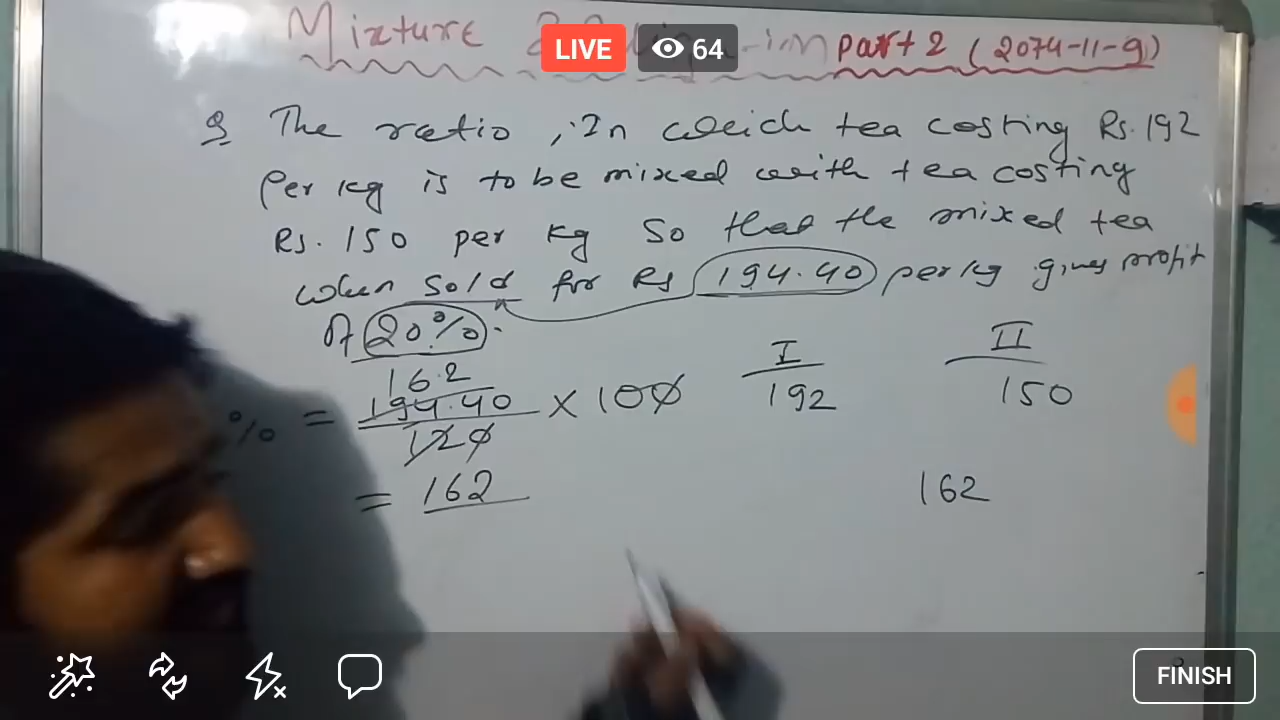 Mixture
LIVE
64
part 2 (2074-11-9)
Q The ratio, In which tea costing Rs. 192
Per kg is to be mixed with tea costing
Rs. 150 per kg so that the mixed tea
when sold for Rs 194.40 per kg gives profit
of 20%.
162
% = 194.40 × 100
120
= 162
I
192
II
150
162
FINISH